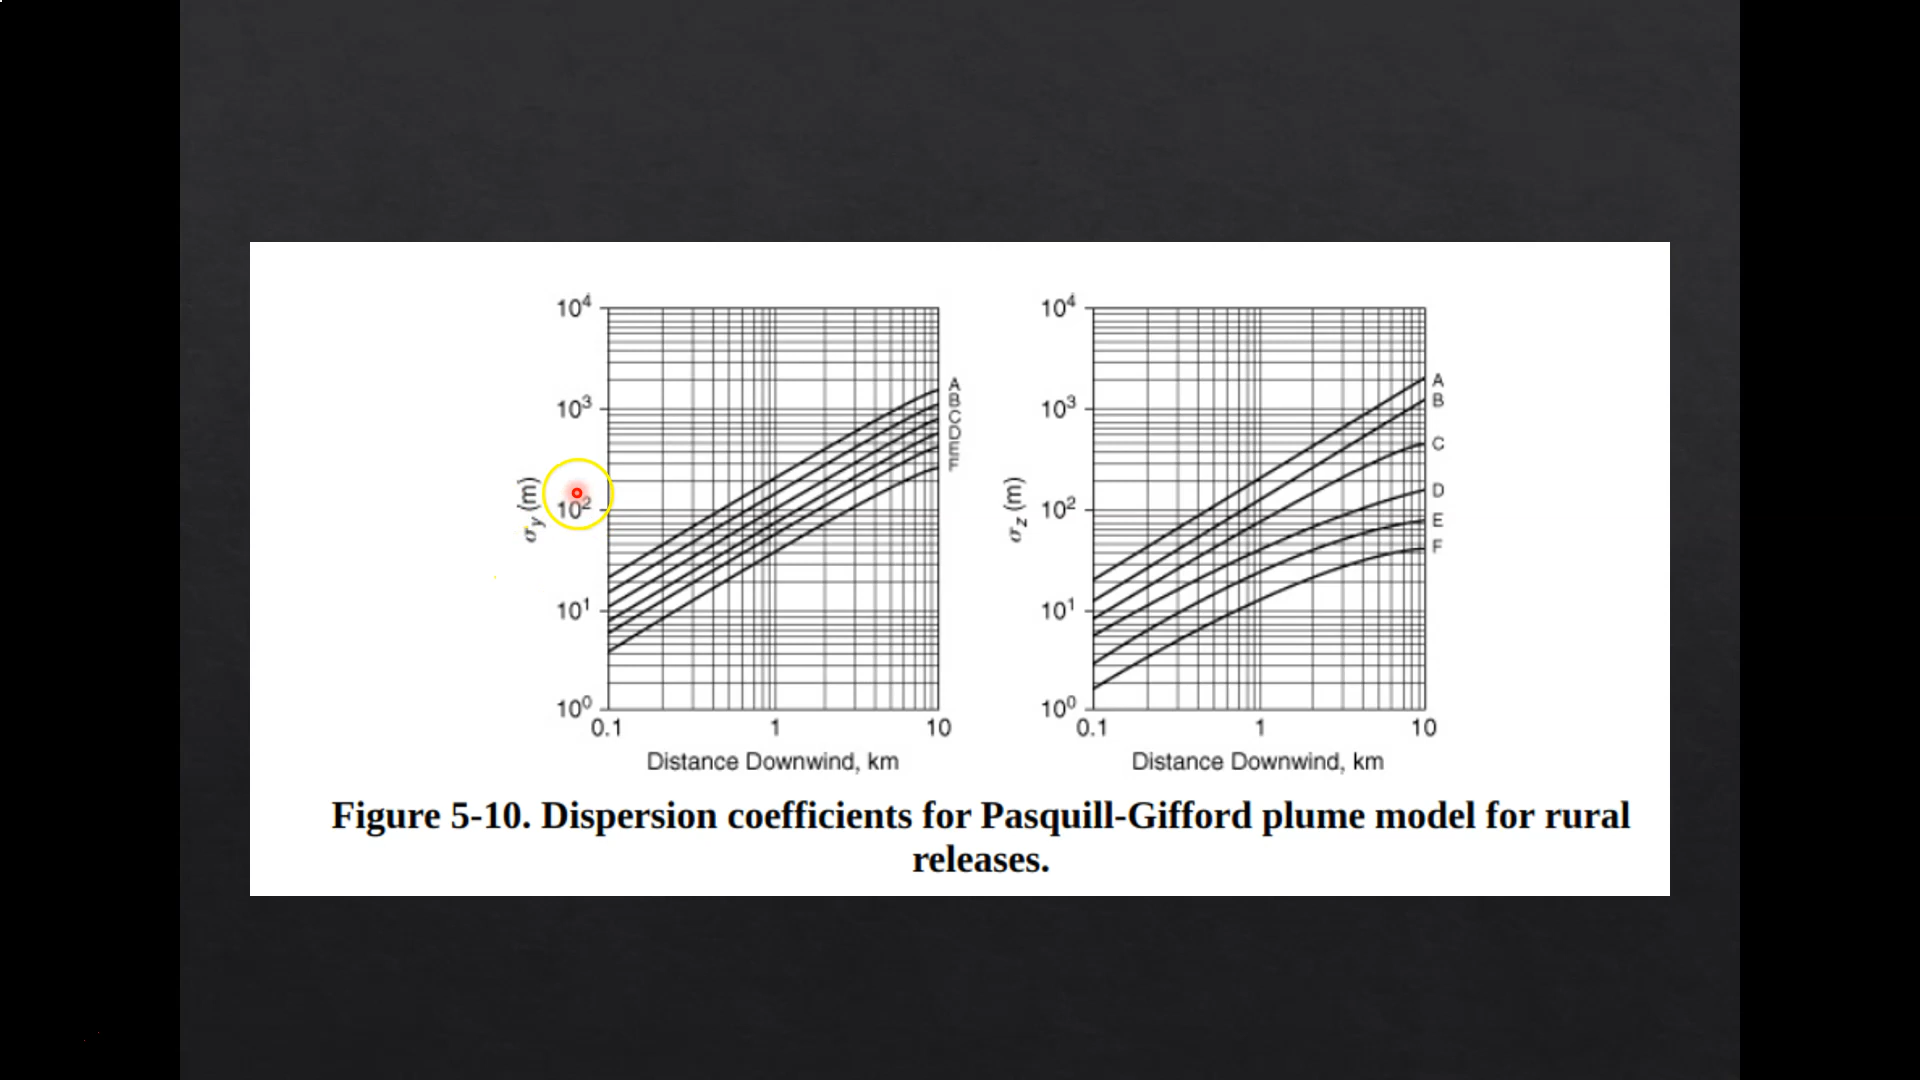 10⁴
10³
10²
10¹
10⁰
σy (m)
0.1 1 10
Distance Downwind, km
A
B
C
D
E
F
10⁴
10³
10²
10¹
10⁰
σz (m)
0.1 1 10
Distance Downwind, km
A
B
C
D
E
F
Figure 5-10. Dispersion coefficients for Pasquill-Gifford plume model for rural
releases.